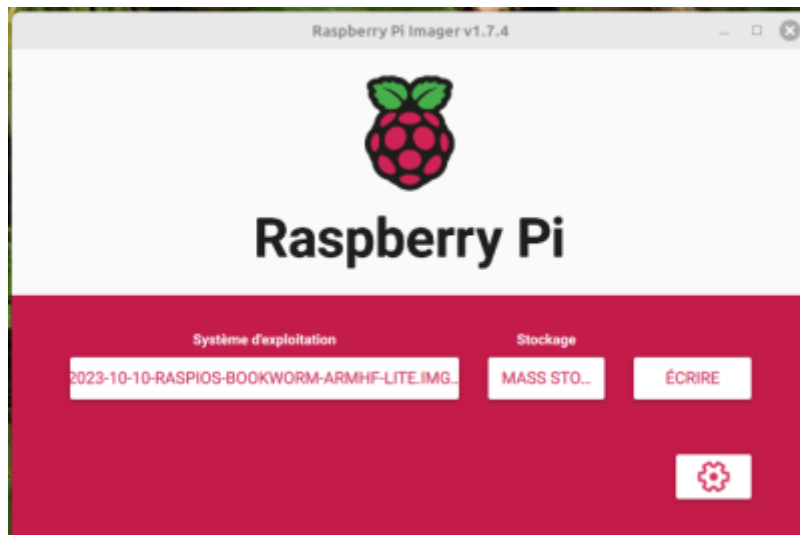 Raspberry Pi Imager v1.7.4
Raspberry Pi
Système d'exploitation
Stockage
2023-10-10-RASPIOS-BOOKWORM-ARMHF-LITE.IMG..
MASS STO...
ÉCRIRE